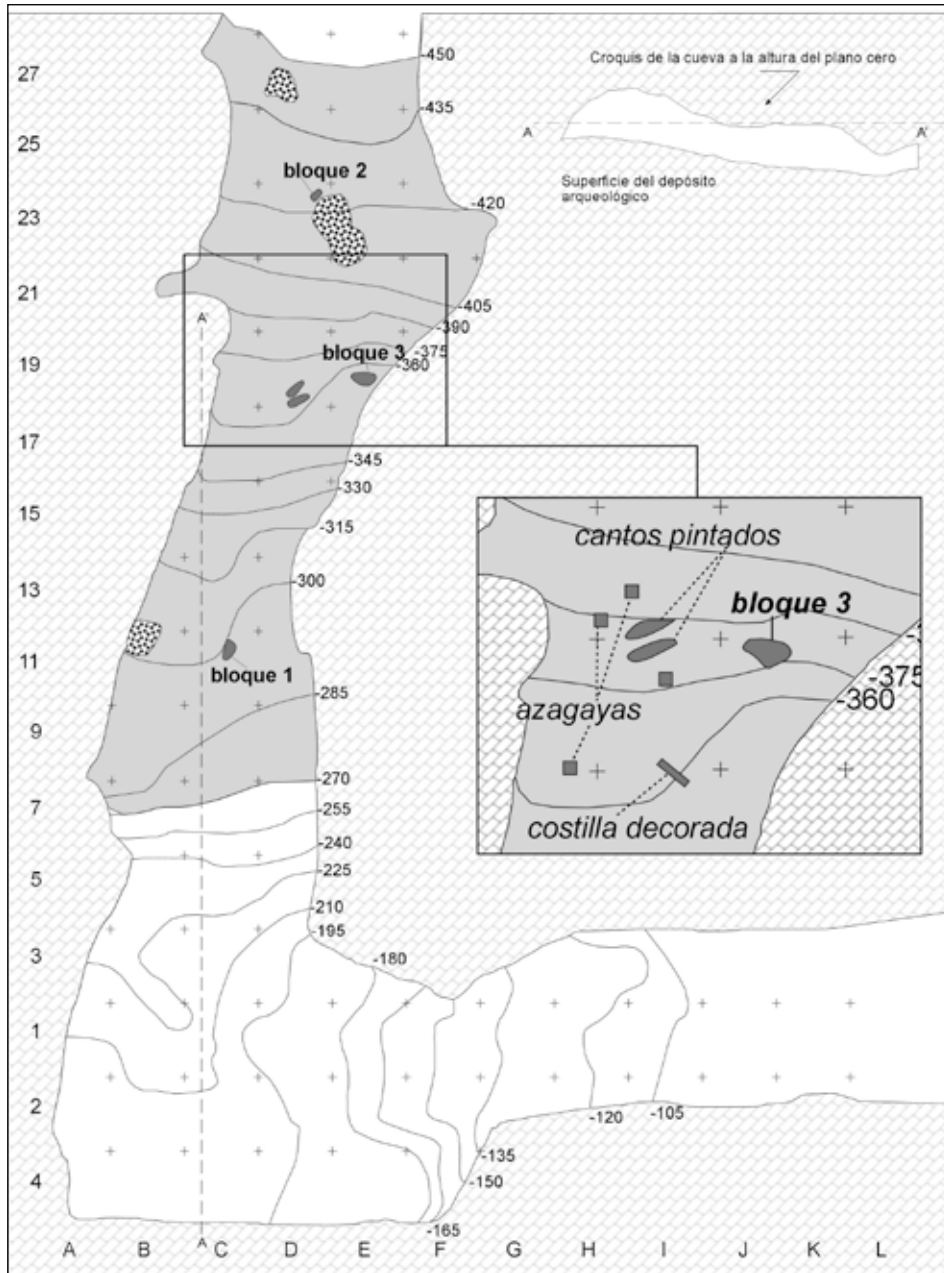 27
25
23
21
19
17
15
13
11
9
7
5
3
1
2
4
A B C D E F G H I J K L
-450
-435
bloque 2
-420
-405
-390
A'
bloque 3
-375
-360
-345
-330
-315
-300
bloque 1
-285
-270
-255
-240
-225
-210
-195
-180
-120
-105
-135
-150
-165
A
Croquis de la cueva a la altura del plano cero
A
A'
Superficie del depósito
arqueológico
cantos pintados
bloque 3
-375
-360
azagayas
costilla decorada